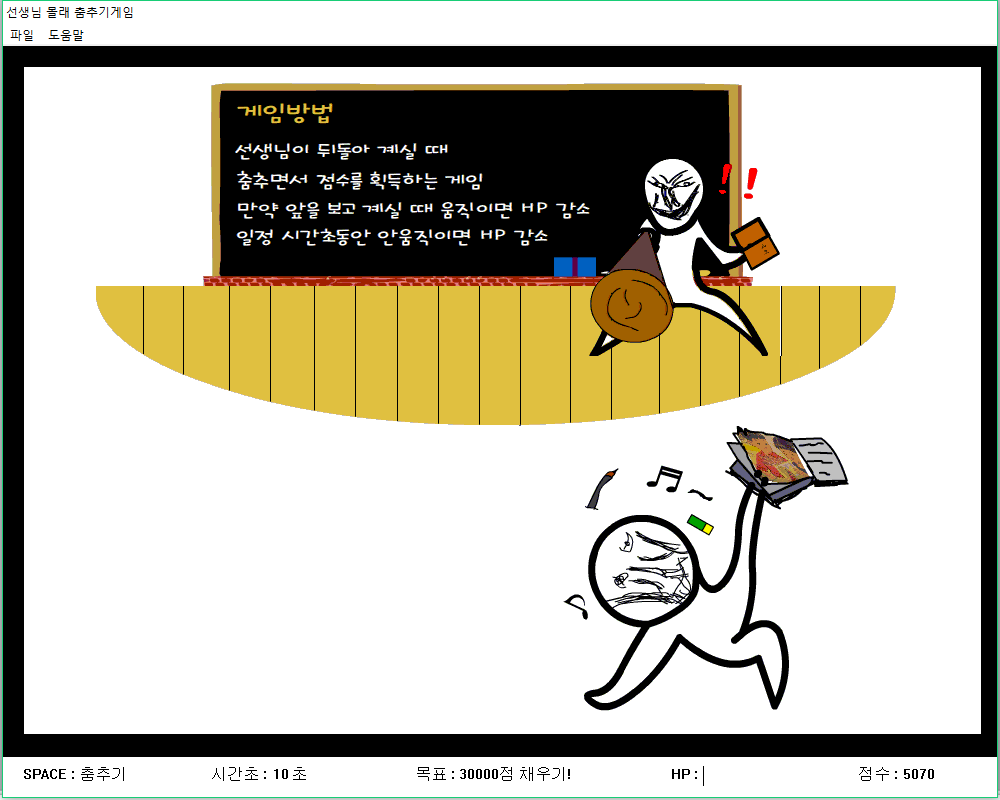 선생님 몰래 춤추기게임
파일 도움말
게임방법
선생님이 뒤돌아 계실 때
춤추면서 점수를 획득하는 게임
만약 앞을 보고 계실 때 움직이면 HP 감소
일정 시간초동안 안움직이면 HP 감소
!!
SPACE : 춤추기 시간초 : 10 초 목표 : 30000점 채우기! HP : 점수 : 5070